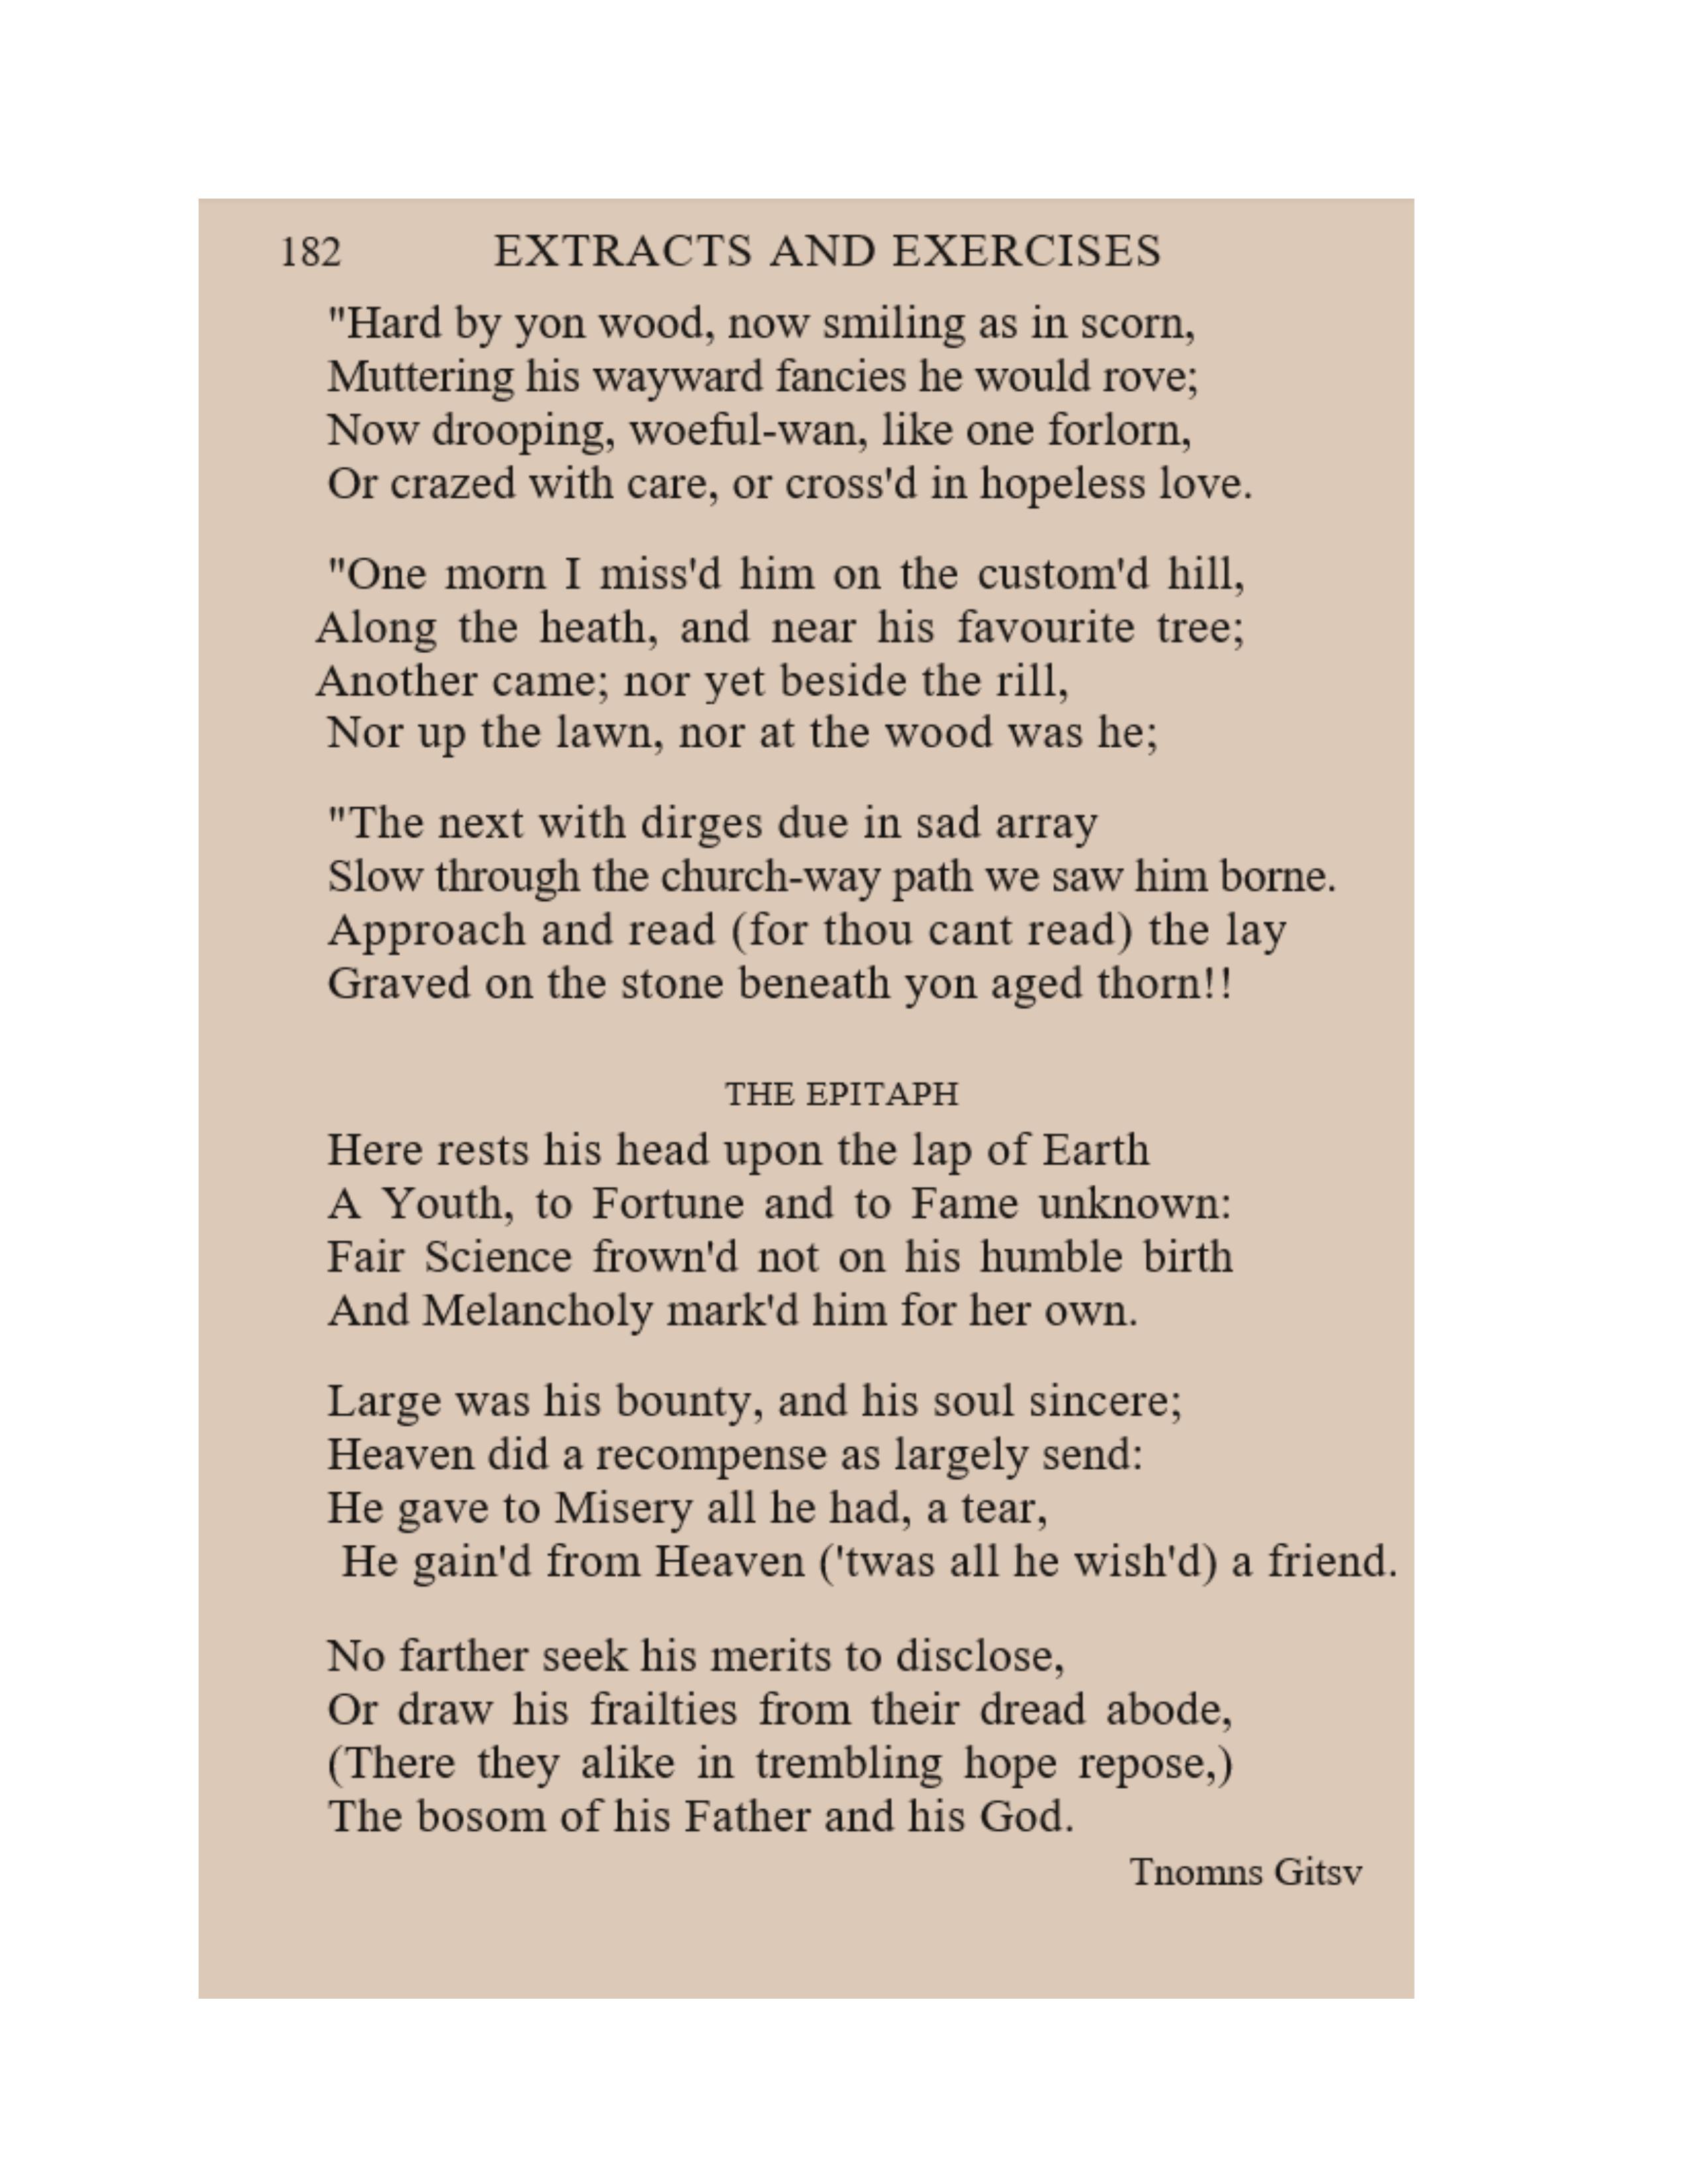 182 EXTRACTS AND EXERCISES
"Hard by yon wood, now smiling as in scorn,
Muttering his wayward fancies he would rove;
Now drooping, woeful-wan, like one forlorn,
Or crazed with care, or cross'd in hopeless love.
"One morn I miss'd him on the custom'd hill,
Along the heath, and near his favourite tree;
Another came; nor yet beside the rill,
Nor up the lawn, nor at the wood was he;
"The next with dirges due in sad array
Slow through the church-way path we saw him borne.
Approach and read (for thou cant read) the lay
Graved on the stone beneath yon aged thorn!!
THE EPITAPH
Here rests his head upon the lap of Earth
A Youth, to Fortune and to Fame unknown:
Fair Science frown'd not on his humble birth
And Melancholy mark'd him for her own.
Large was his bounty, and his soul sincere;
Heaven did a recompense as largely send:
He gave to Misery all he had, a tear,
He gain'd from Heaven ('twas all he wish'd) a friend.
No farther seek his merits to disclose,
Or draw his frailties from their dread abode,
(There they alike in trembling hope repose,)
The bosom of his Father and his God.
Tnomns Gitsv